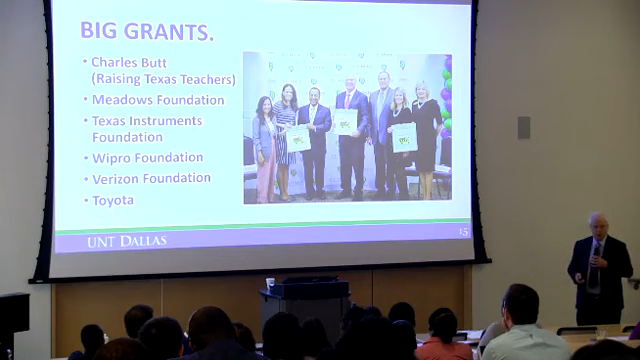 BIG GRANTS.
• Charles Butt
(Raising Texas Teachers)
• Meadows Foundation
• Texas Instruments
Foundation
• Wipro Foundation
• Verizon Foundation
• Toyota
UNT DALLAS
15